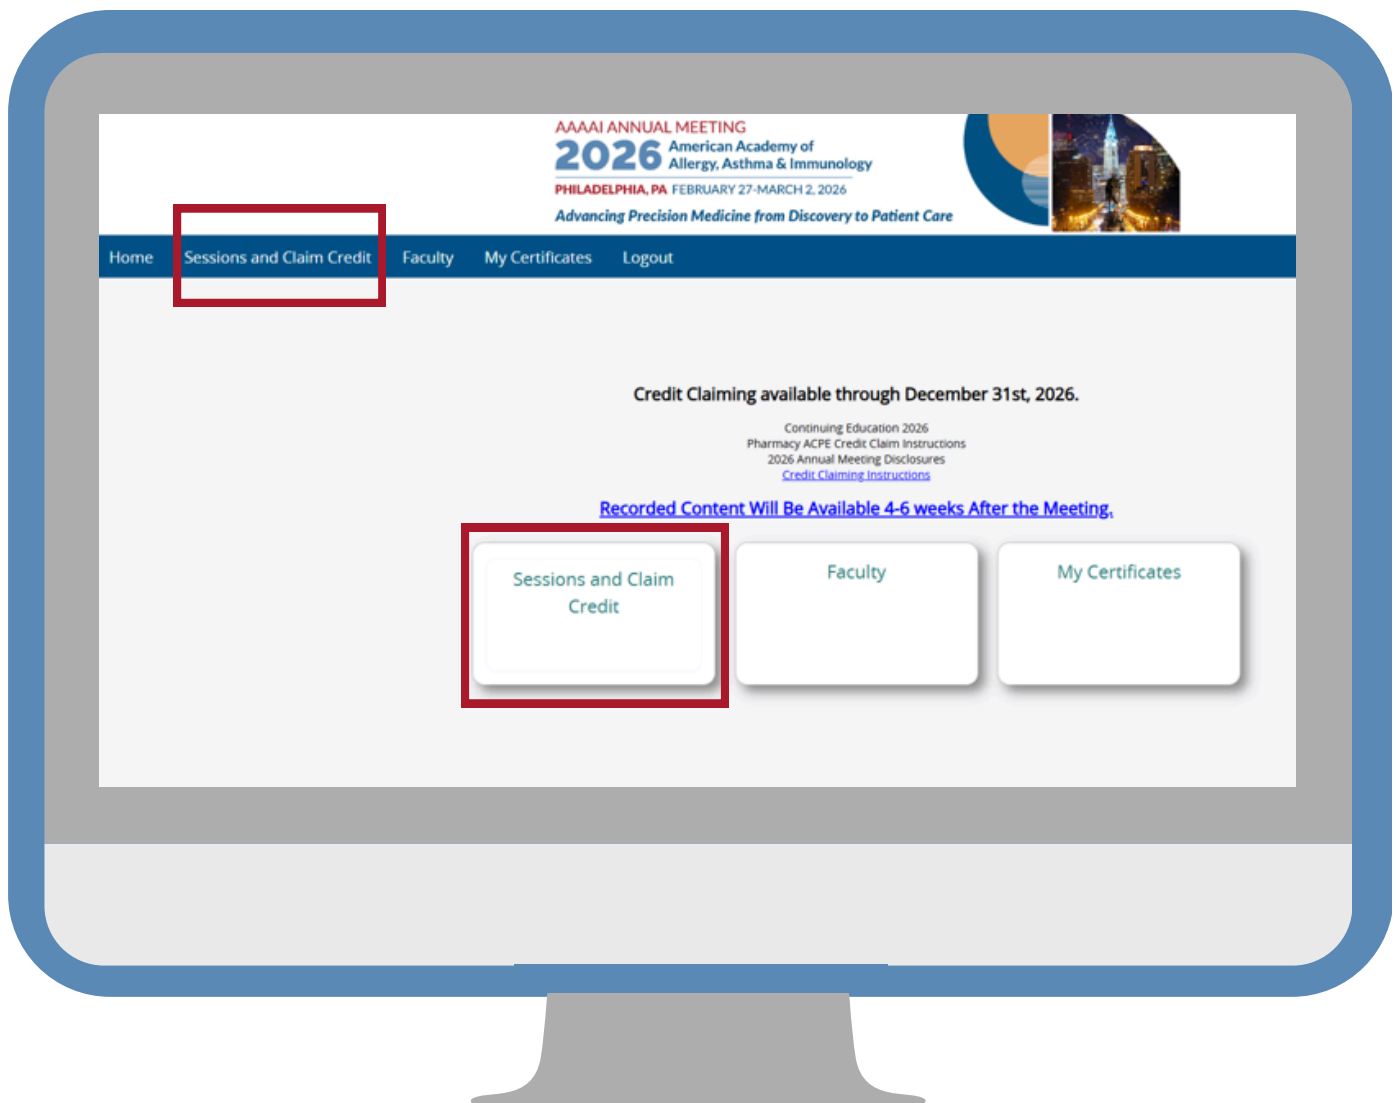 AAAAI ANNUAL MEETING
2026 American Academy of
Allergy, Asthma & Immunology
PHILADELPHIA, PA FEBRUARY 27-MARCH 2, 2026
Advancing Precision Medicine from Discovery to Patient Care
Home Sessions and Claim Credit Faculty My Certificates Logout
Credit Claiming available through December 31st, 2026.
Continuing Education 2026
Pharmacy ACPE Credit Claim Instructions
2026 Annual Meeting Disclosures
Credit Claiming Instructions
Recorded Content Will Be Available 4-6 weeks After the Meeting.
Sessions and Claim
Credit
Faculty
My Certificates